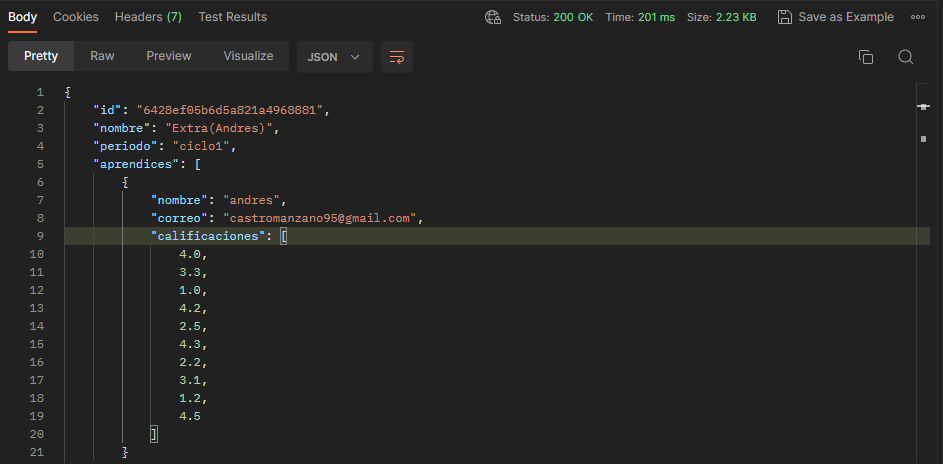 Body Cookies Headers (7) Test Results Status: 200 OK Time: 201 ms Size: 2.23 KB Save as Example
Pretty Raw Preview Visualize JSON
1 {
2 "id": "6428ef05b6d5a821a4968881",
3 "nombre": "Extra(Andres)",
4 "periodo": "ciclo1",
5 "aprendices": [
6 {
7 "nombre": "andres",
8 "correo": "castromanzano95@gmail.com",
9 "calificaciones": [
10 4.0,
11 3.3,
12 1.0,
13 4.2,
14 2.5,
15 4.3,
16 2.2,
17 3.1,
18 1.2,
19 4.5
20 ]
21 }